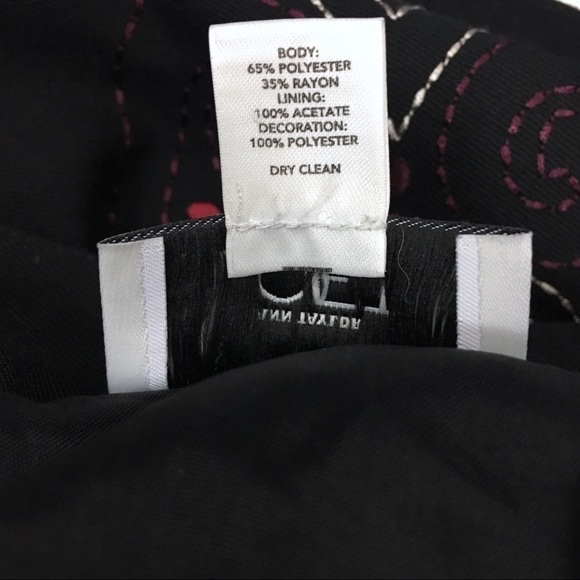 BODY:
65% POLYESTER
35% RAYON
LINING:
100% ACETATE
DECORATION:
100% POLYESTER
DRY CLEAN
ANN TAYLOR